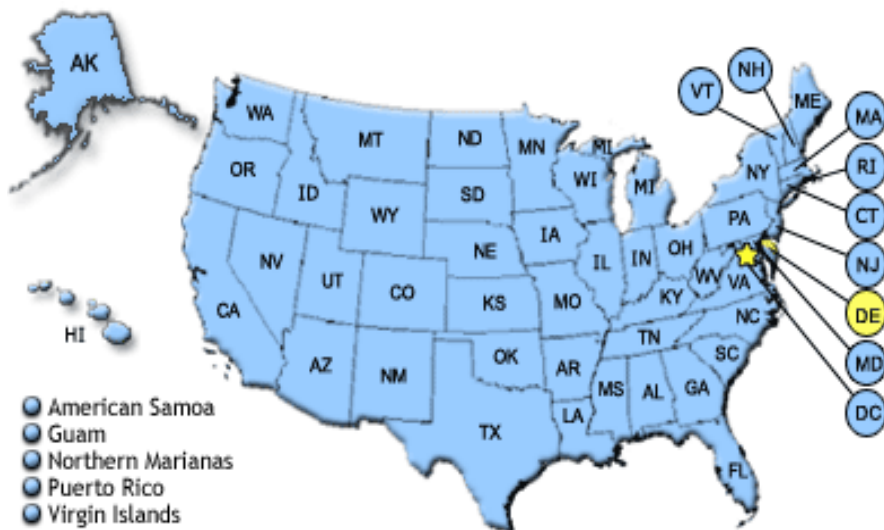 AK
VT
NH
ME
MA
WA
MT
ND
MN
MI
RI
OR
ID
SD
WI
MI
NY
CT
WY
PA
NJ
NE
IA
IL
IN
OH
WV
VA
NV
UT
CO
KS
MO
KY
DE
CA
NC
TN
MD
HI
AZ
NM
OK
AR
SC
MS
AL
GA
DC
TX
LA
FL
American Samoa
Guam
Northern Marianas
Puerto Rico
Virgin Islands